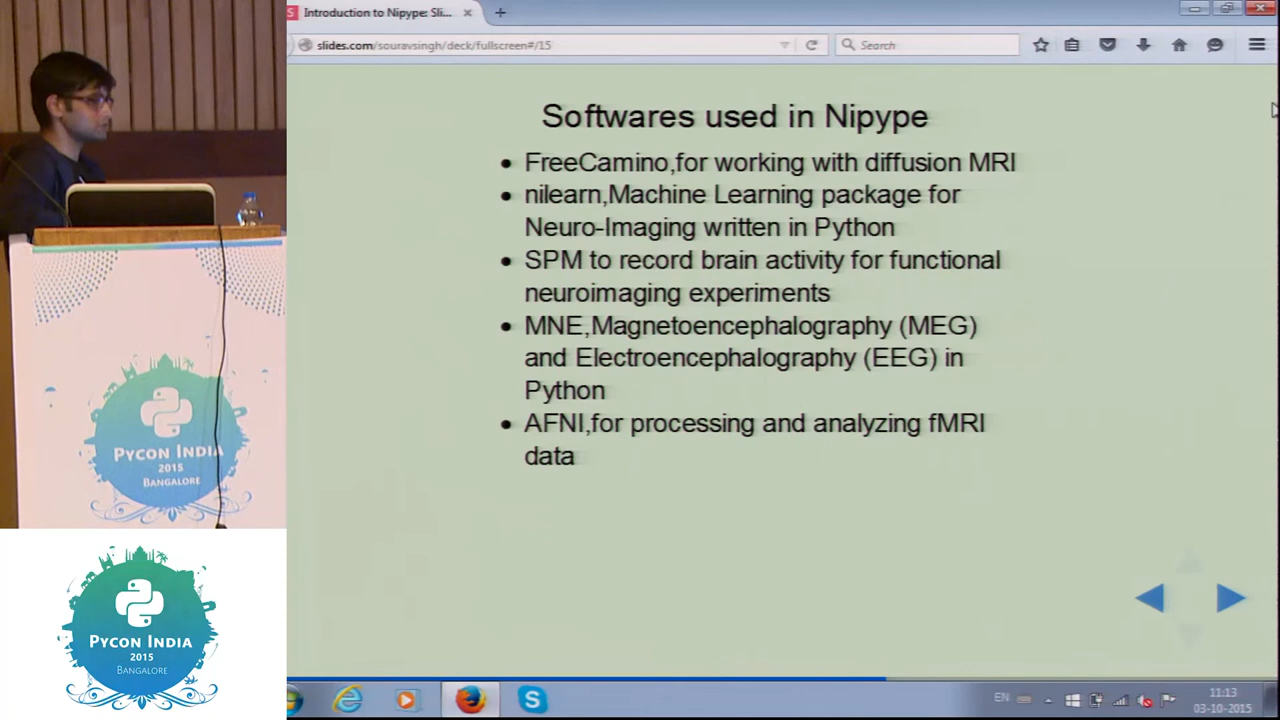 Introduction to Nipype: Sli...
slides.com/souravsingh/deck/fullscreen#/15
Search
Softwares used in Nipype
• FreeCamino,for working with diffusion MRI
• nilearn,Machine Learning package for
Neuro-Imaging written in Python
• SPM to record brain activity for functional
neuroimaging experiments
• MNE,Magnetoencephalography (MEG)
and Electroencephalography (EEG) in
Python
• AFNI,for processing and analyzing fMRI
data
PYCON INDIA
2015
BANGALORE
PYCON INDIA
2015
BANGALORE
EN
11:13
03-10-2015